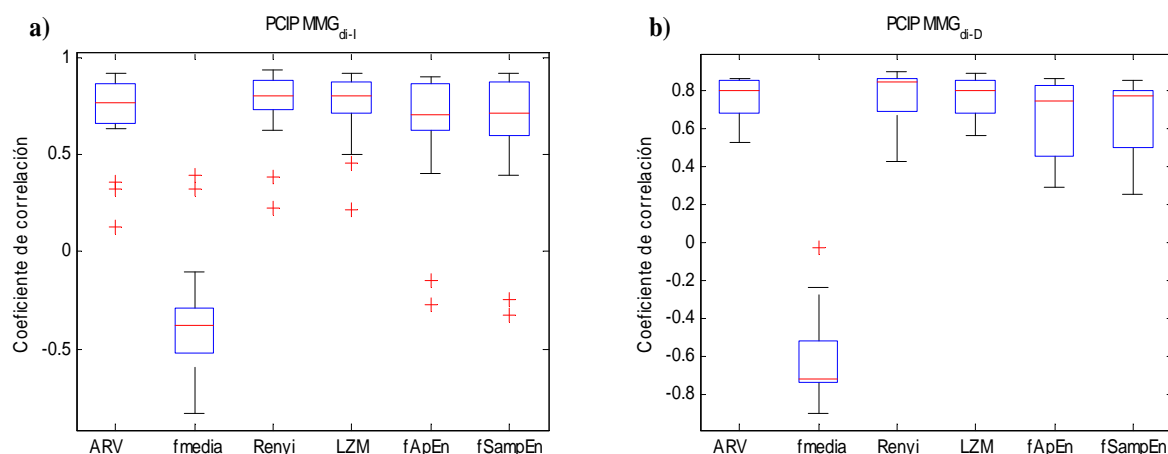 a)
PCIP MMGdi-I
Coeficiente de correlación
1
0.5
0
-0.5
ARV fmedia Renyi LZM fApEn fSampEn
b)
PCIP MMGdi-D
Coeficiente de correlación
0.8
0.6
0.4
0.2
0
-0.2
-0.4
-0.6
-0.8
ARV fmedia Renyi LZM fApEn fSampEn